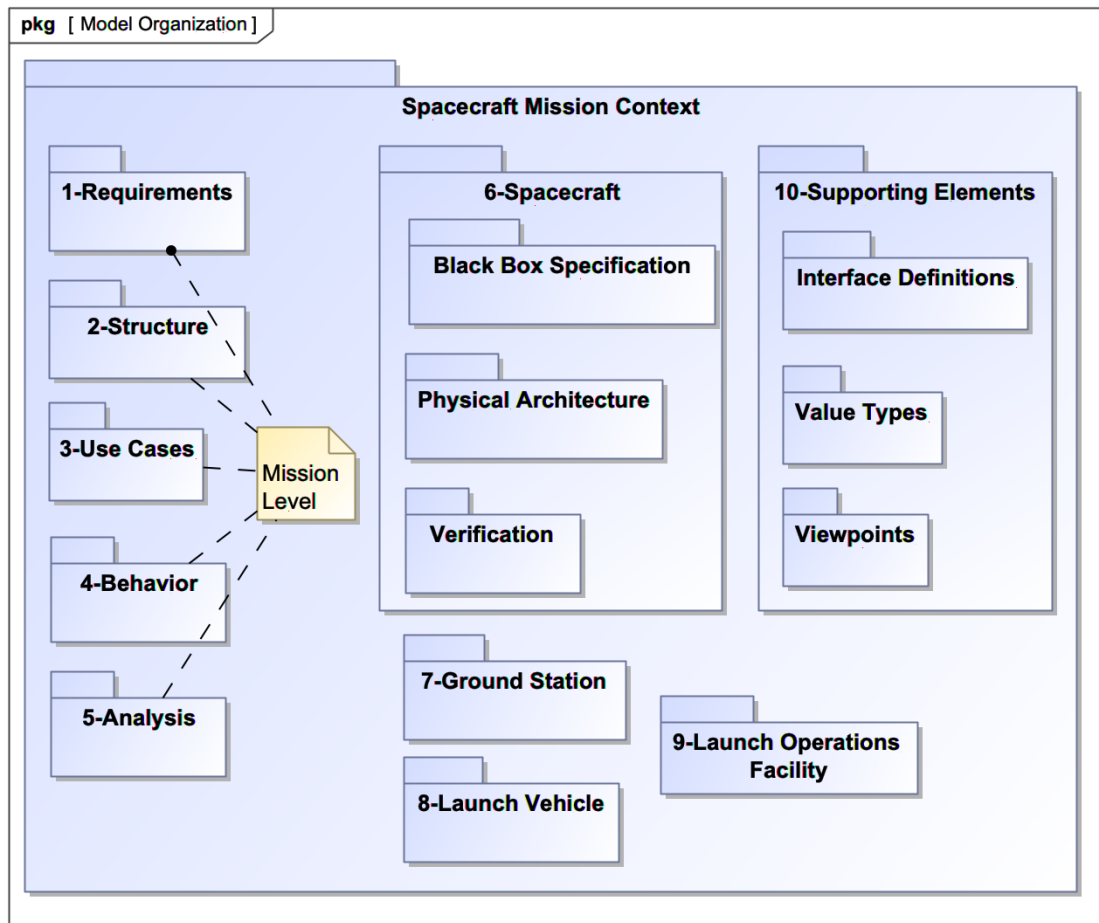 pkg [ Model Organization ]
Spacecraft Mission Context
1-Requirements
2-Structure
3-Use Cases
4-Behavior
5-Analysis
Mission
Level
6-Spacecraft
Black Box Specification
Physical Architecture
Verification
7-Ground Station
8-Launch Vehicle
9-Launch Operations
Facility
10-Supporting Elements
Interface Definitions
Value Types
Viewpoints